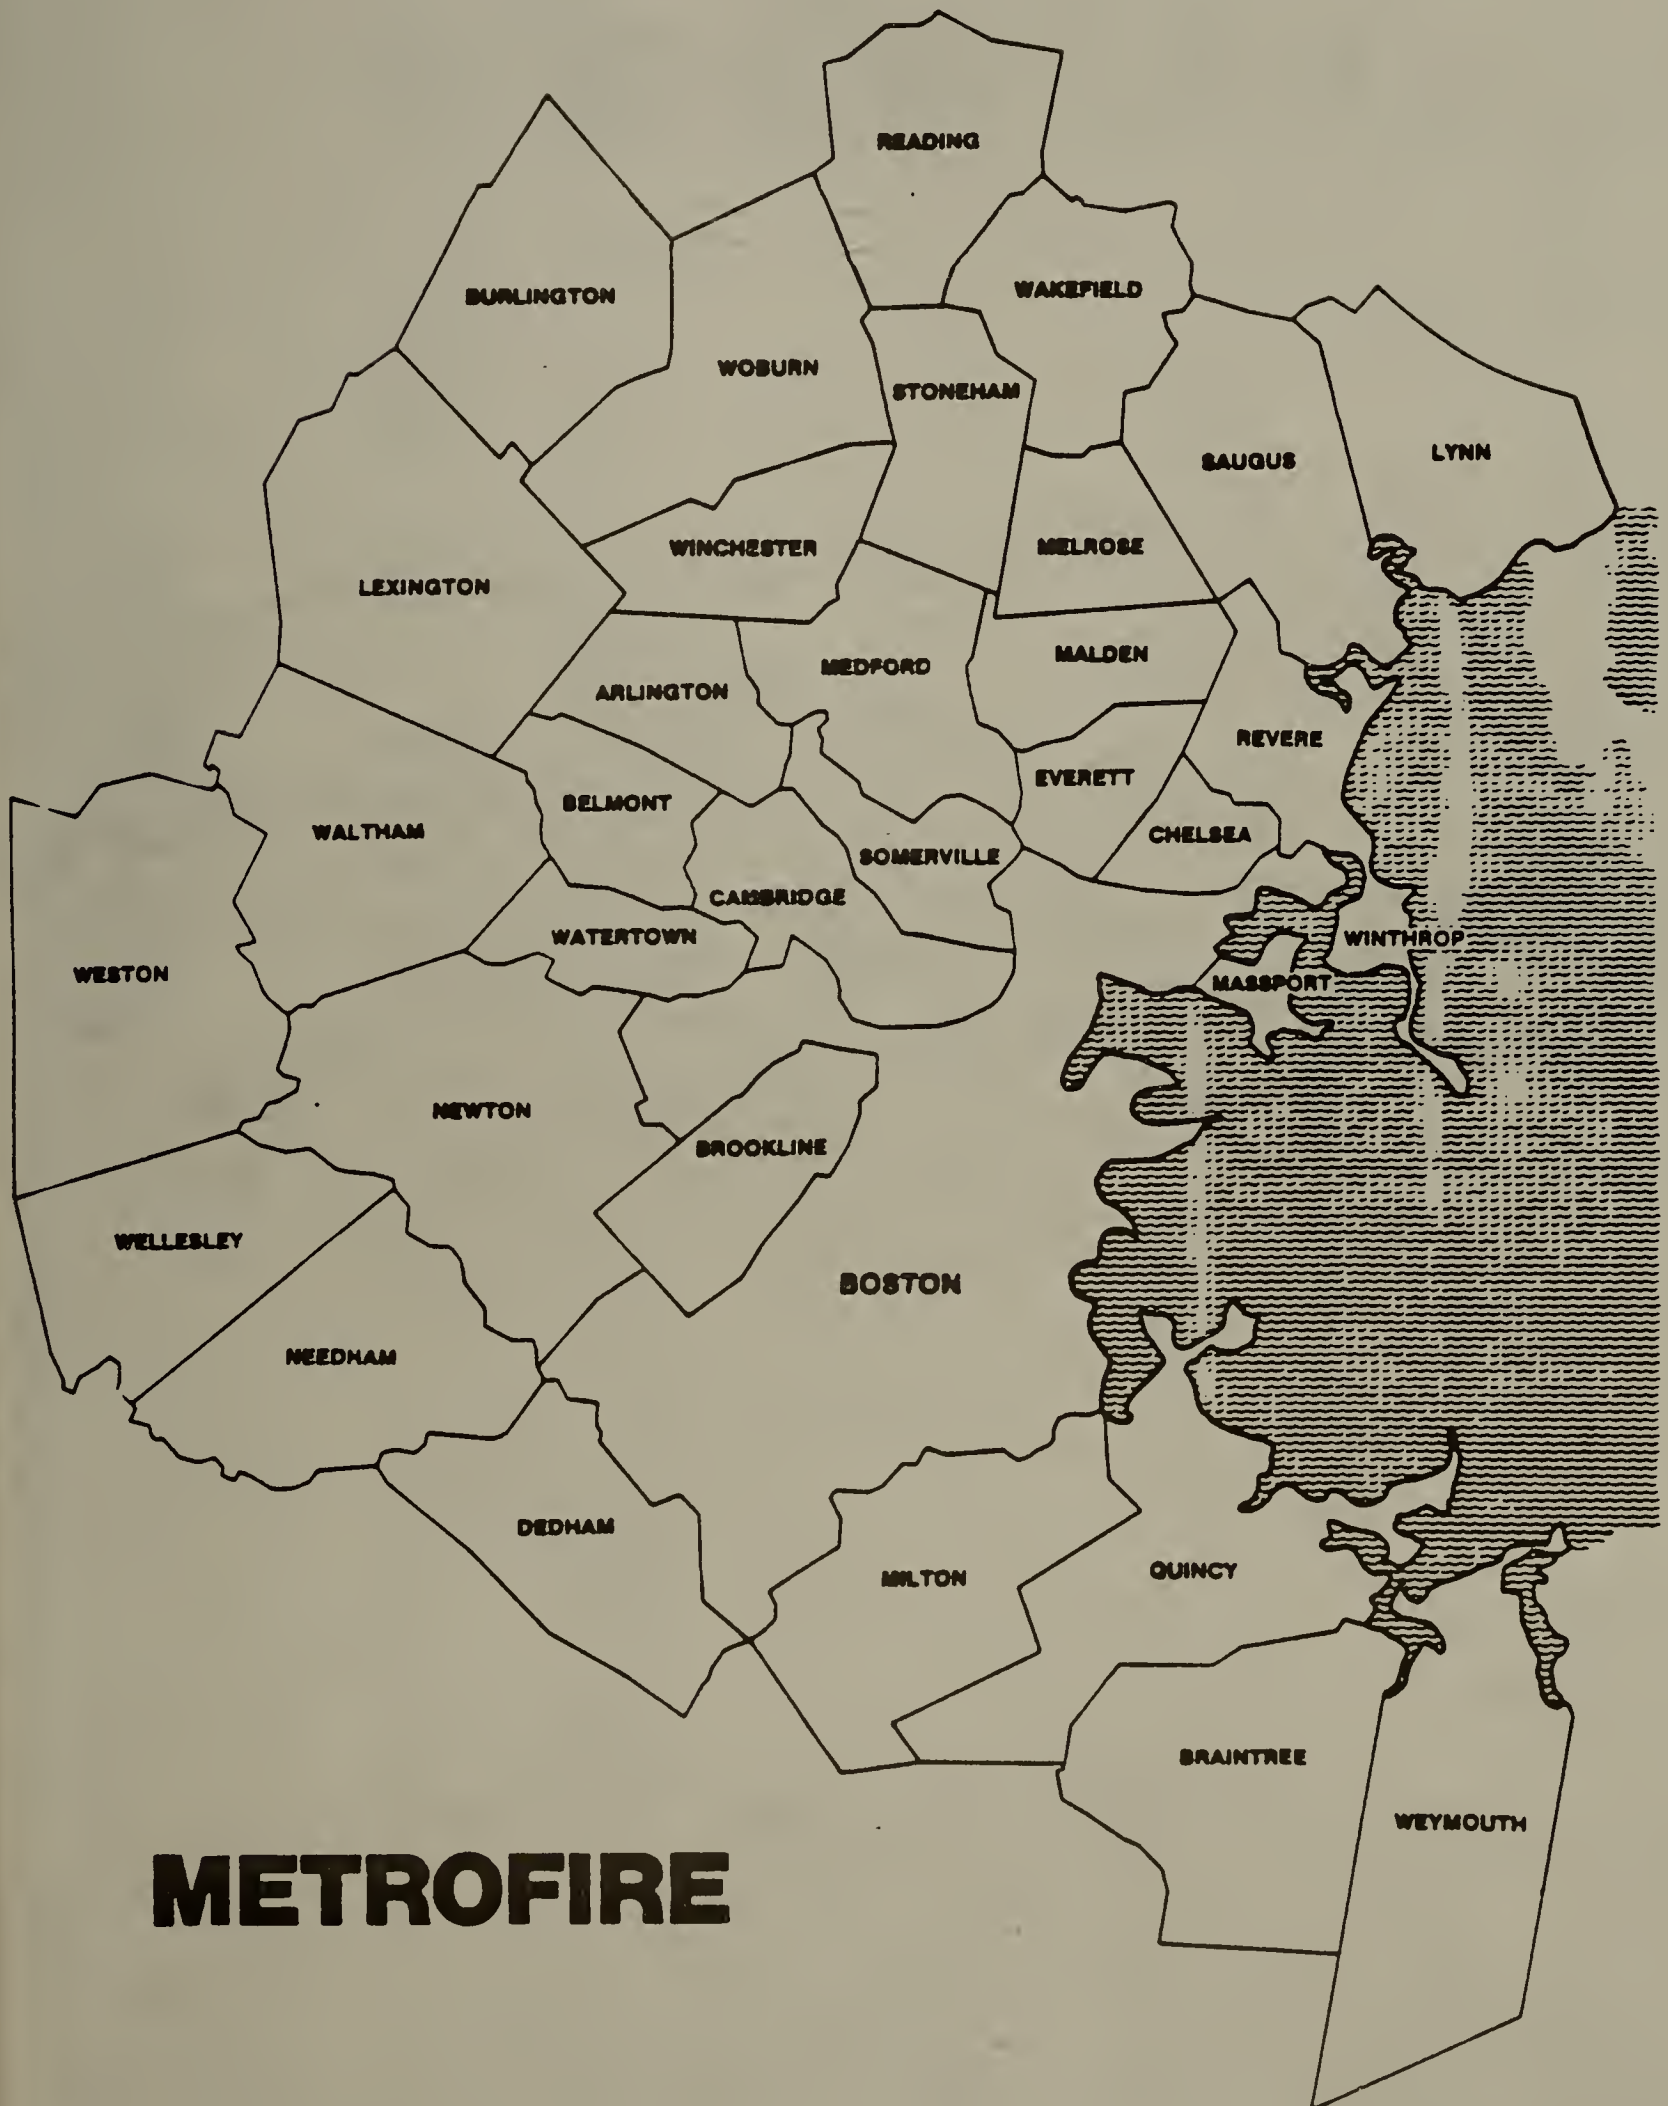 READING
BURLINGTON
WAKEFIELD
WOBURN
STONEHAM
SAUGUS
LYNN
WINCHESTER
MELROSE
LEXINGTON
MEDFORD
MALDEN
ARLINGTON
REVERE
EVERETT
BELMONT
WALTHAM
CHELSEA
SOMERVILLE
CAMBRIDGE
WATERTOWN
WINTHROP
WESTON
MASSPORT
NEWTON
BROOKLINE
WELLESLEY
BOSTON
NEEDHAM
DEDHAM
MILTON
QUINCY
BRAINTREE
WEYMOUTH
METROFIRE